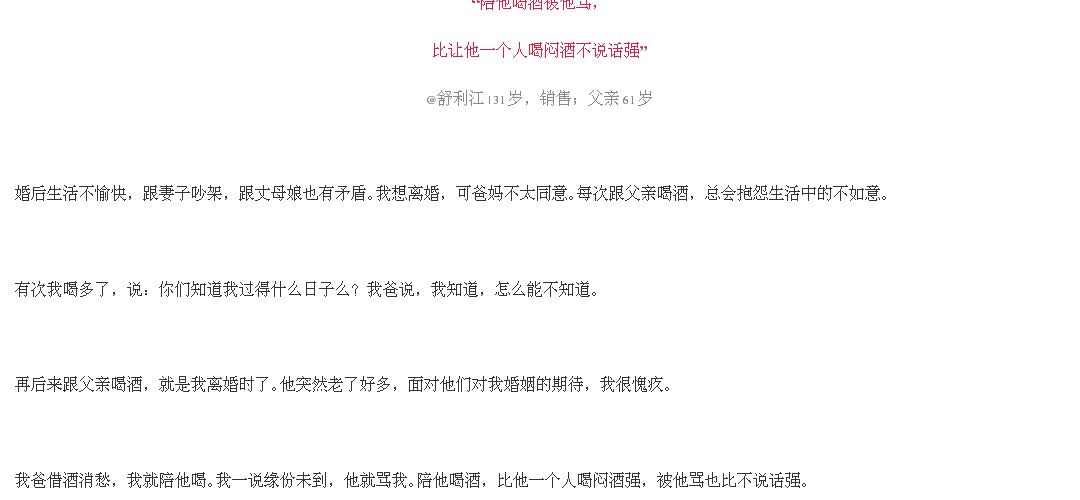 “陪他喝酒被他骂，
比让他一个人喝闷酒不说话强”
@舒利江 | 31岁，销售；父亲61岁
婚后生活不愉快，跟妻子吵架，跟丈母娘也有矛盾。我想离婚，可爸妈不太同意。每次跟父亲喝酒，总会抱怨生活中的不如意。
有次我喝多了，说：你们知道我过得什么日子么？我爸说，我知道，怎么能不知道。
再后来跟父亲喝酒，就是我离婚时了。他突然老了好多，面对他们对我婚姻的期待，我很愧疚。
我爸借酒消愁，我就陪他喝。我一说缘份未到，他就骂我。陪他喝酒，比他一个人喝闷酒强，被他骂也比不说话强。